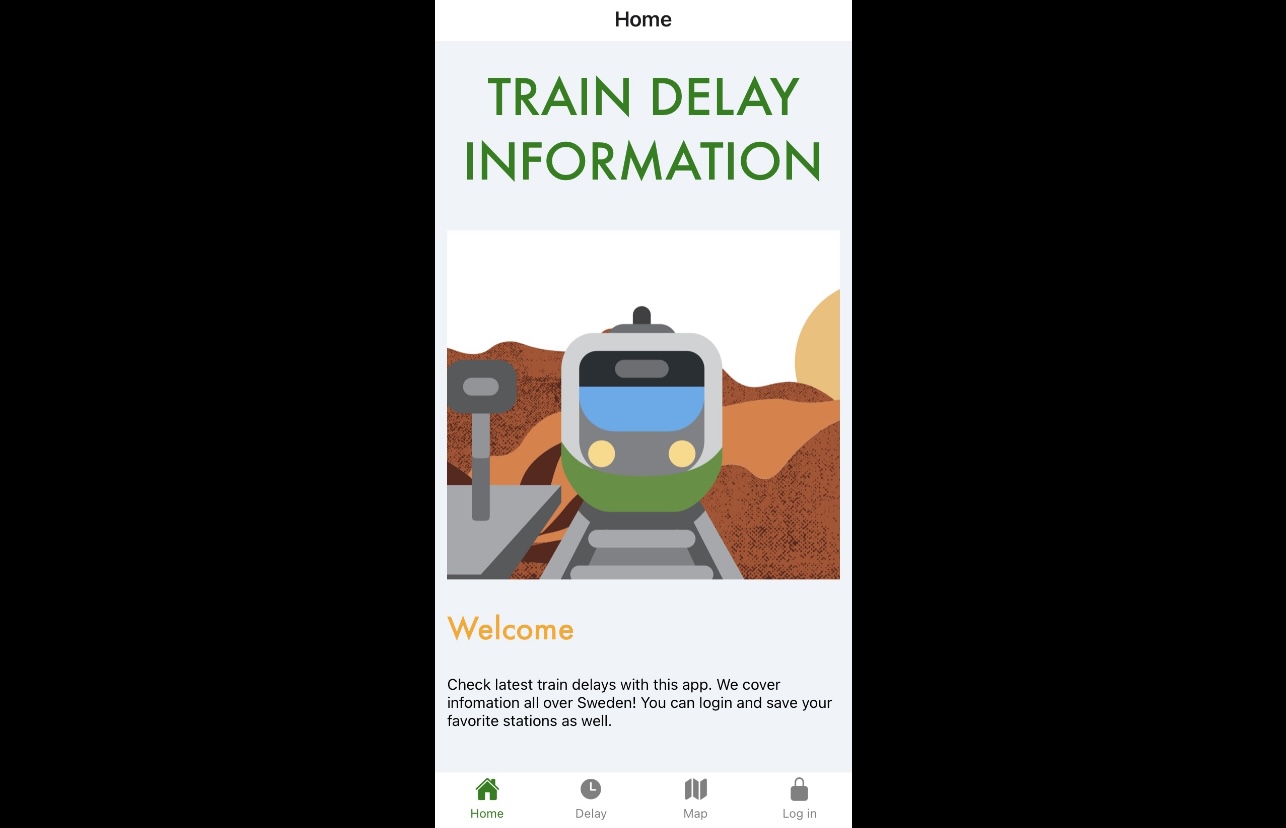 Home
TRAIN DELAY
INFORMATION
Welcome
Check latest train delays with this app. We cover
infomation all over Sweden! You can login and save your
favorite stations as well.
Home
Delay
Map
Log in